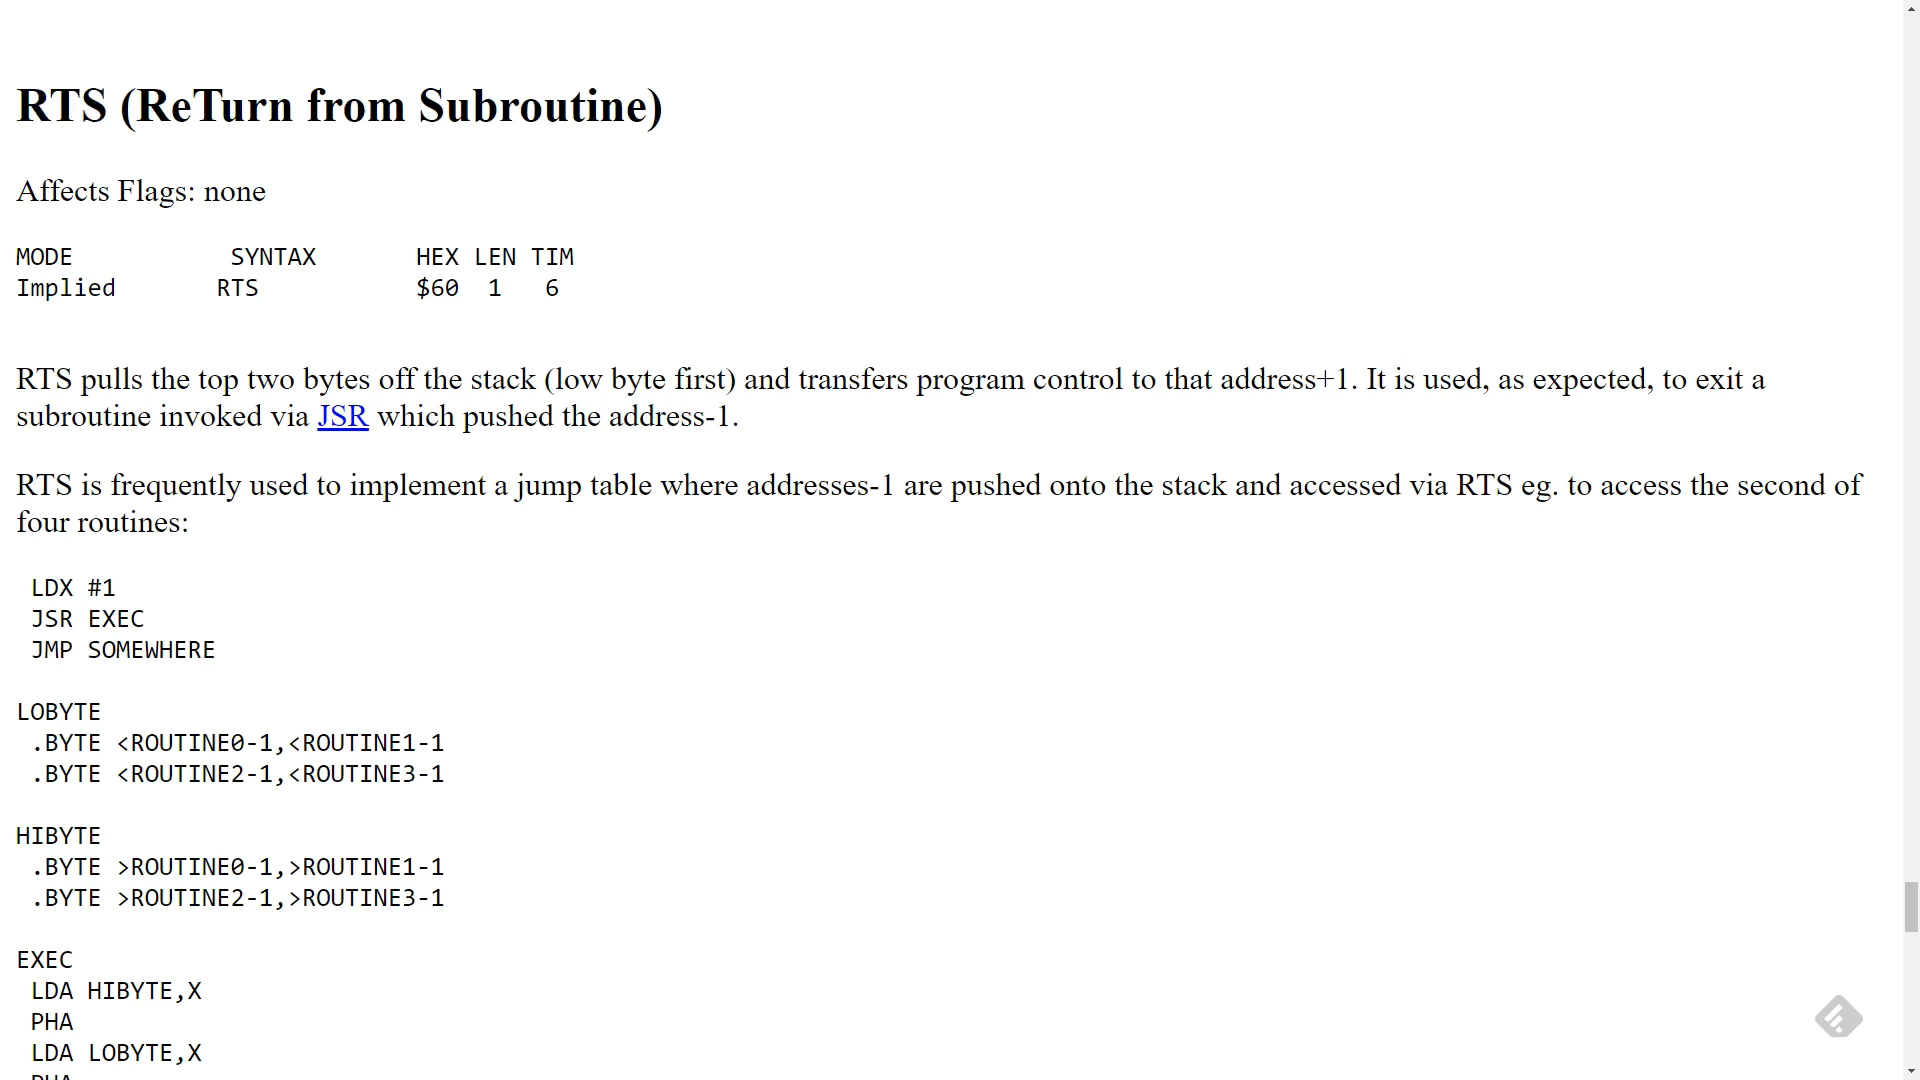 RTS (ReTurn from Subroutine)
Affects Flags: none
MODE           SYNTAX       HEX LEN TIM
Implied       RTS           $60  1   6
RTS pulls the top two bytes off the stack (low byte first) and transfers program control to that address+1. It is used, as expected, to exit a
subroutine invoked via JSR which pushed the address-1.
RTS is frequently used to implement a jump table where addresses-1 are pushed onto the stack and accessed via RTS eg. to access the second of
four routines:
 LDX #1
 JSR EXEC
 JMP SOMEWHERE
LOBYTE
 .BYTE <ROUTINE0-1,<ROUTINE1-1
 .BYTE <ROUTINE2-1,<ROUTINE3-1
HIBYTE
 .BYTE >ROUTINE0-1,>ROUTINE1-1
 .BYTE >ROUTINE2-1,>ROUTINE3-1
EXEC
 LDA HIBYTE,X
 PHA
 LDA LOBYTE,X
 PHA